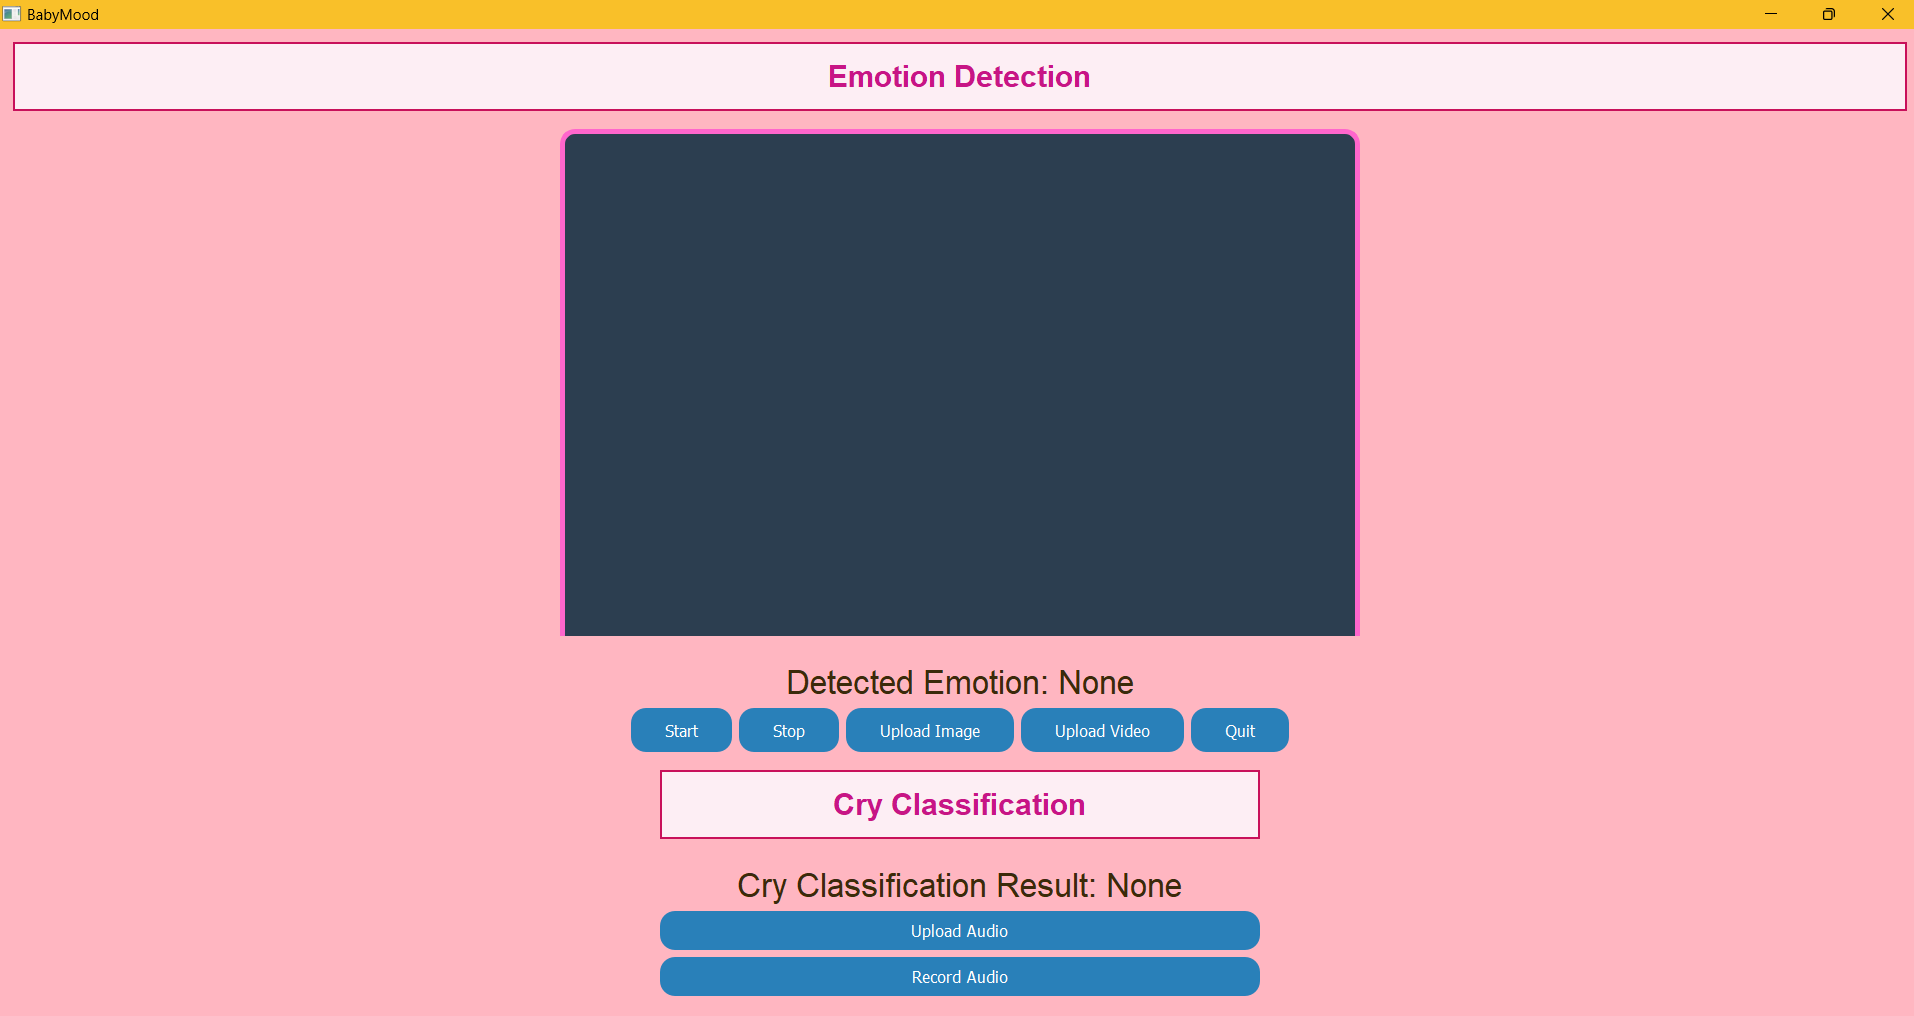 BabyMood
Emotion Detection
Detected Emotion: None
Start Stop Upload Image Upload Video Quit
Cry Classification
Cry Classification Result: None
Upload Audio
Record Audio